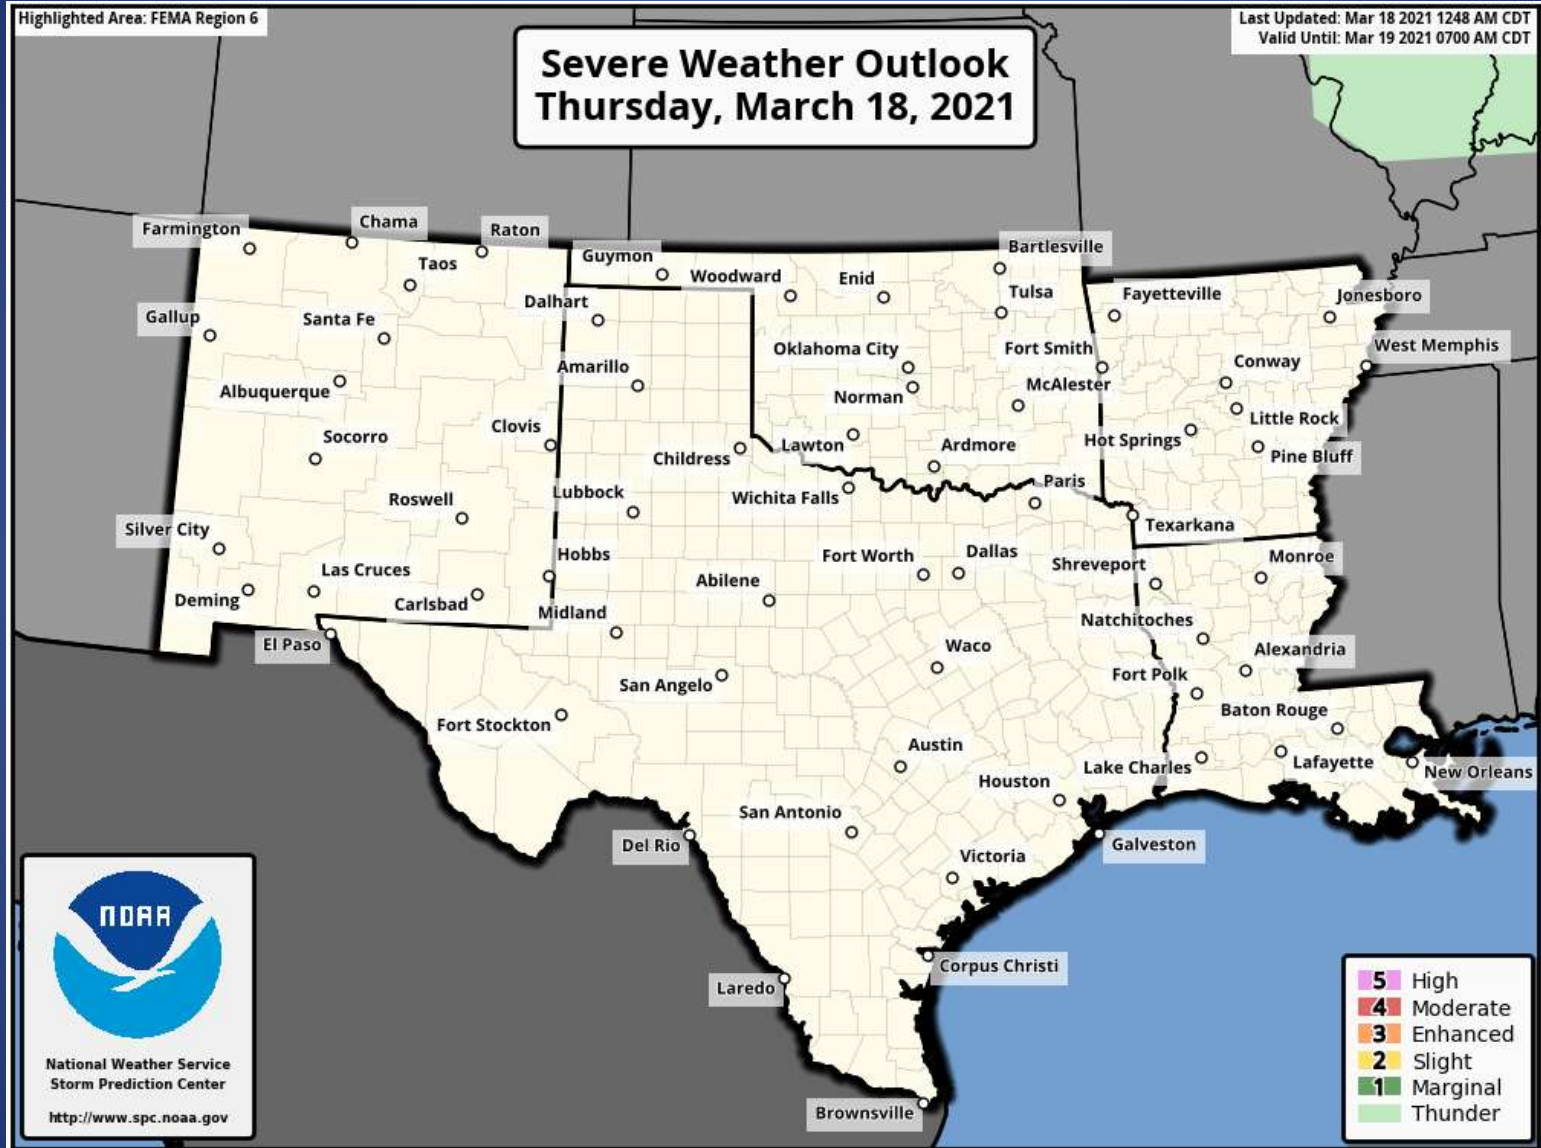 Highlighted Area: FEMA Region 6
Last Updated: Mar 18 2021 1248 AM CDT
Valid Until: Mar 19 2021 0700 AM CDT
Severe Weather Outlook
Thursday, March 18, 2021
Farmington
Chama
Raton
Taos
Guymon
Woodward
Enid
Bartlesville
Tulsa
Fayetteville
Jonesboro
Gallup
Santa Fe
Dalhart
Oklahoma City
Fort Smith
West Memphis
Conway
Albuquerque
Amarillo
Norman
McAlester
Little Rock
Socorro
Clovis
Childress
Lawton
Ardmore
Hot Springs
Pine Bluff
Roswell
Lubbock
Wichita Falls
Paris
Texarkana
Silver City
Las Cruces
Hobbs
Abilene
Fort Worth
Dallas
Shreveport
Monroe
Deming
Carlsbad
Midland
Natchitoches
El Paso
Waco
Alexandria
San Angelo
Fort Polk
Fort Stockton
Baton Rouge
Austin
Houston
Lake Charles
Lafayette
New Orleans
San Antonio
Del Rio
Victoria
Galveston
Laredo
Corpus Christi
Brownsville
NOAA
National Weather Service
Storm Prediction Center
http://www.spc.noaa.gov
5 High
4 Moderate
3 Enhanced
2 Slight
1 Marginal
Thunder